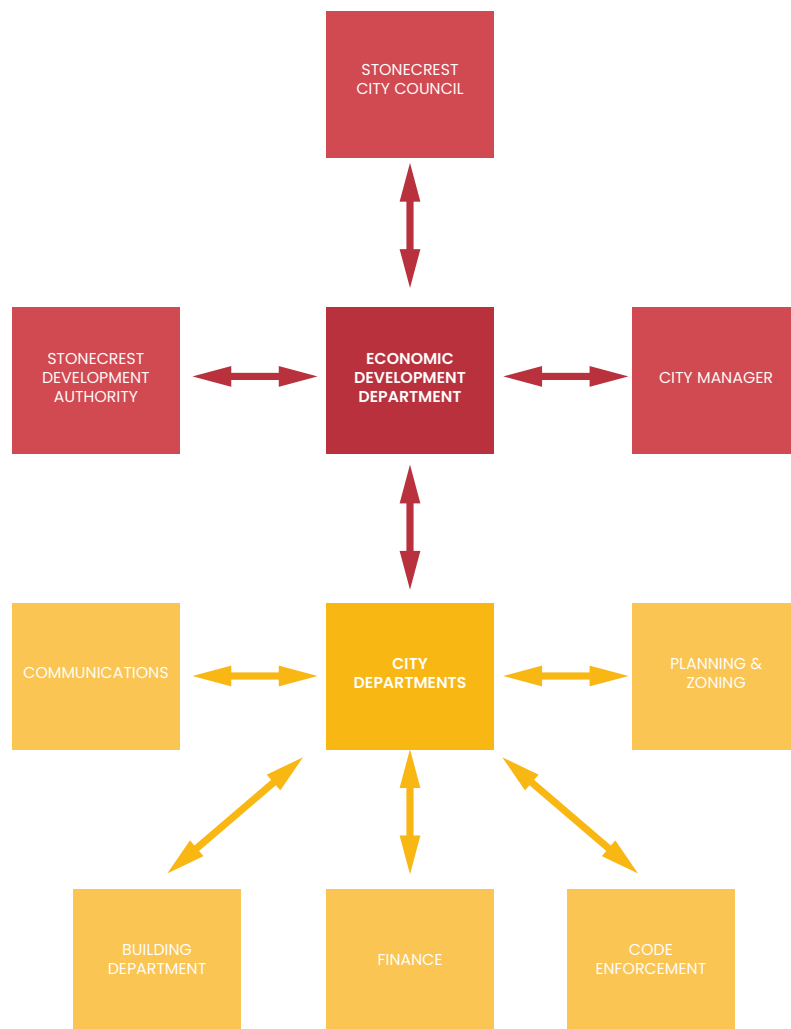 STONECREST
CITY COUNCIL
STONECREST
DEVELOPMENT
AUTHORITY
ECONOMIC
DEVELOPMENT
DEPARTMENT
CITY MANAGER
COMMUNICATIONS
CITY
DEPARTMENTS
PLANNING &
ZONING
BUILDING
DEPARTMENT
FINANCE
CODE
ENFORCEMENT